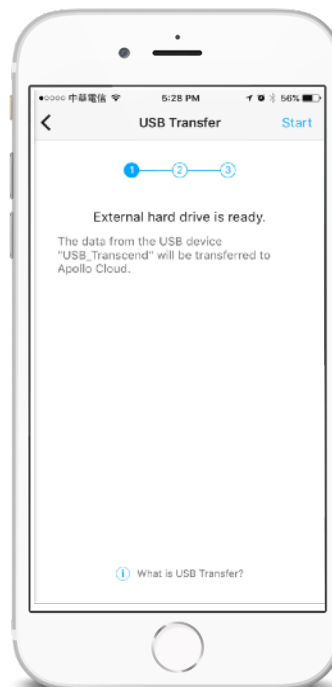 中華電信 5:28 PM 56%
USB Transfer Start
1 2 3
External hard drive is ready.
The data from the USB device
"USB_Transcend" will be transferred to
Apollo Cloud.
What is USB Transfer?